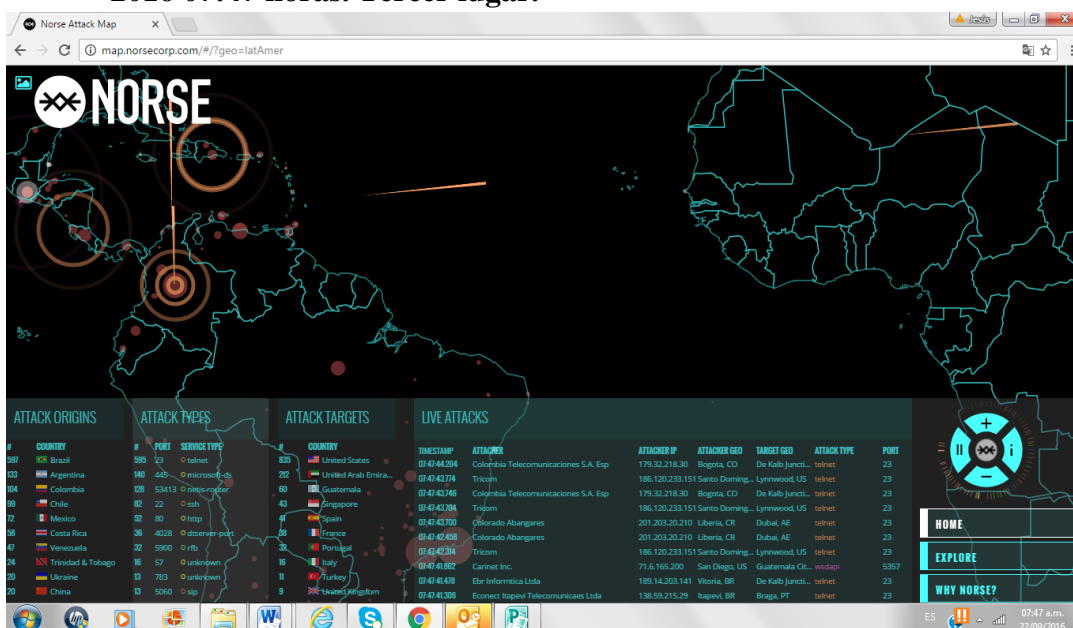 2016 07:47 horas. Tercer lugar.
Norse Attack Map
Jesús
map.norsecorp.com/#/?geo=latAmer
NORSE
ATTACK ORIGINS
# COUNTRY
597 Brazil
133 Argentina
104 Colombia
99 Chile
72 Mexico
58 Costa Rica
47 Venezuela
24 Trinidad & Tobago
20 Ukraine
20 China
ATTACK TYPES
# PORT SERVICE TYPE
595 23 telnet
140 445 microsoft-ds
128 53413 netis-router
82 22 ssh
52 80 http
36 4028 dtserver-port
32 5900 rfb
16 57 unknown
13 783 unknown
13 5060 sip
ATTACK TARGETS
# COUNTRY
835 United States
212 United Arab Emira...
60 Guatemala
43 Singapore
41 Spain
38 France
32 Portugal
16 Italy
11 Turkey
9 United Kingdom
LIVE ATTACKS
TIMESTAMP ATTACKER ATTACKER IP ATTACKER GEO TARGET GEO ATTACK TYPE PORT
07:47:44.204 Colombia Telecomunicaciones S.A. Esp 179.32.218.30 Bogota, CO De Kalb Juncti... telnet 23
07:47:43.774 Tricom 186.120.233.151 Santo Doming... Lynnwood, US telnet 23
07:47:43.746 Colombia Telecomunicaciones S.A. Esp 179.32.218.30 Bogota, CO De Kalb Juncti... telnet 23
07:47:43.704 Tricom 186.120.233.151 Santo Doming... Lynnwood, US telnet 23
07:47:43.700 Colorado Abangares 201.203.20.210 Liberia, CR Dubai, AE telnet 23
07:47:42.458 Colorado Abangares 201.203.20.210 Liberia, CR Dubai, AE telnet 23
07:47:42.314 Tricom 186.120.233.151 Santo Doming... Lynnwood, US telnet 23
07:47:41.662 Carinet Inc. 71.6.165.200 San Diego, US Guatemala Cit... wsdapi 5357
07:47:41.478 Ebr Informtica Ltda 189.14.203.141 Vitoria, BR De Kalb Juncti... telnet 23
07:47:41.306 Econect Itapevi Telecomunicaes Ltda 138.59.215.29 Itapevi, BR Braga, PT telnet 23
HOME
EXPLORE
WHY NORSE?
ES
07:47 a.m.
22/09/2016